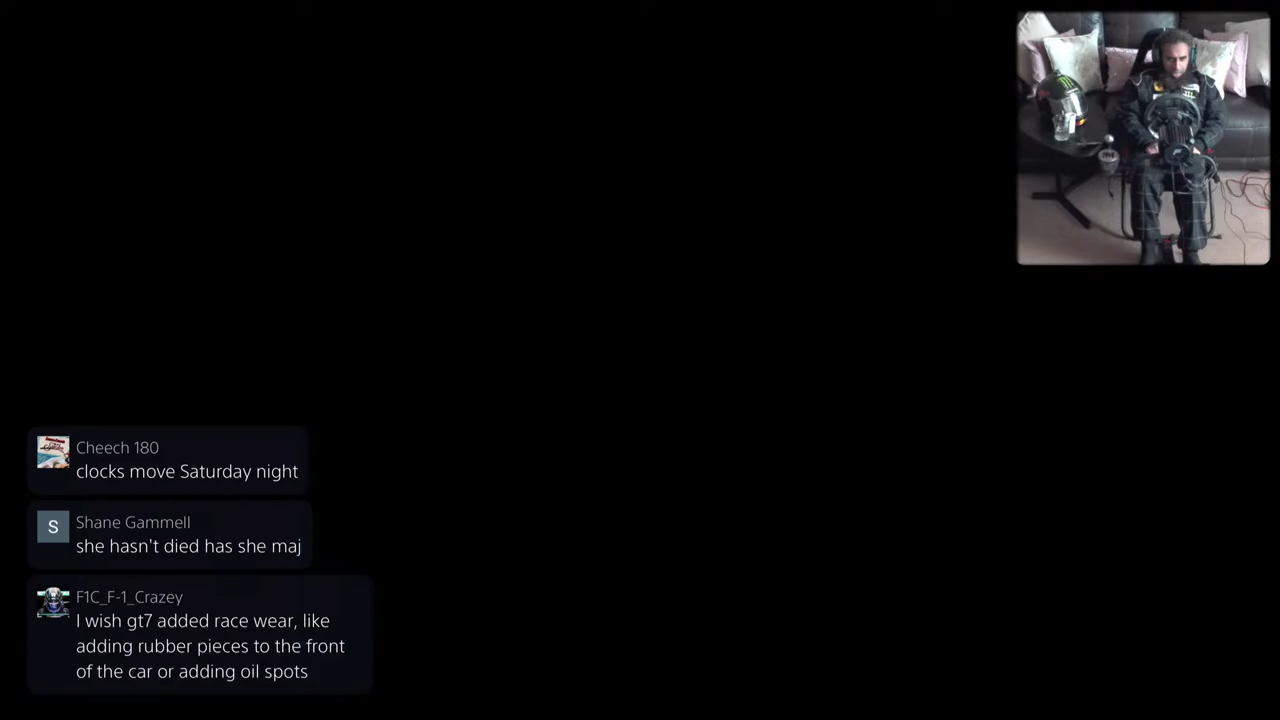 Cheech 180
clocks move Saturday night
S
Shane Gammell
she hasn't died has she maj
F1C_F-1_Crazey
I wish gt7 added race wear, like
adding rubber pieces to the front
of the car or adding oil spots